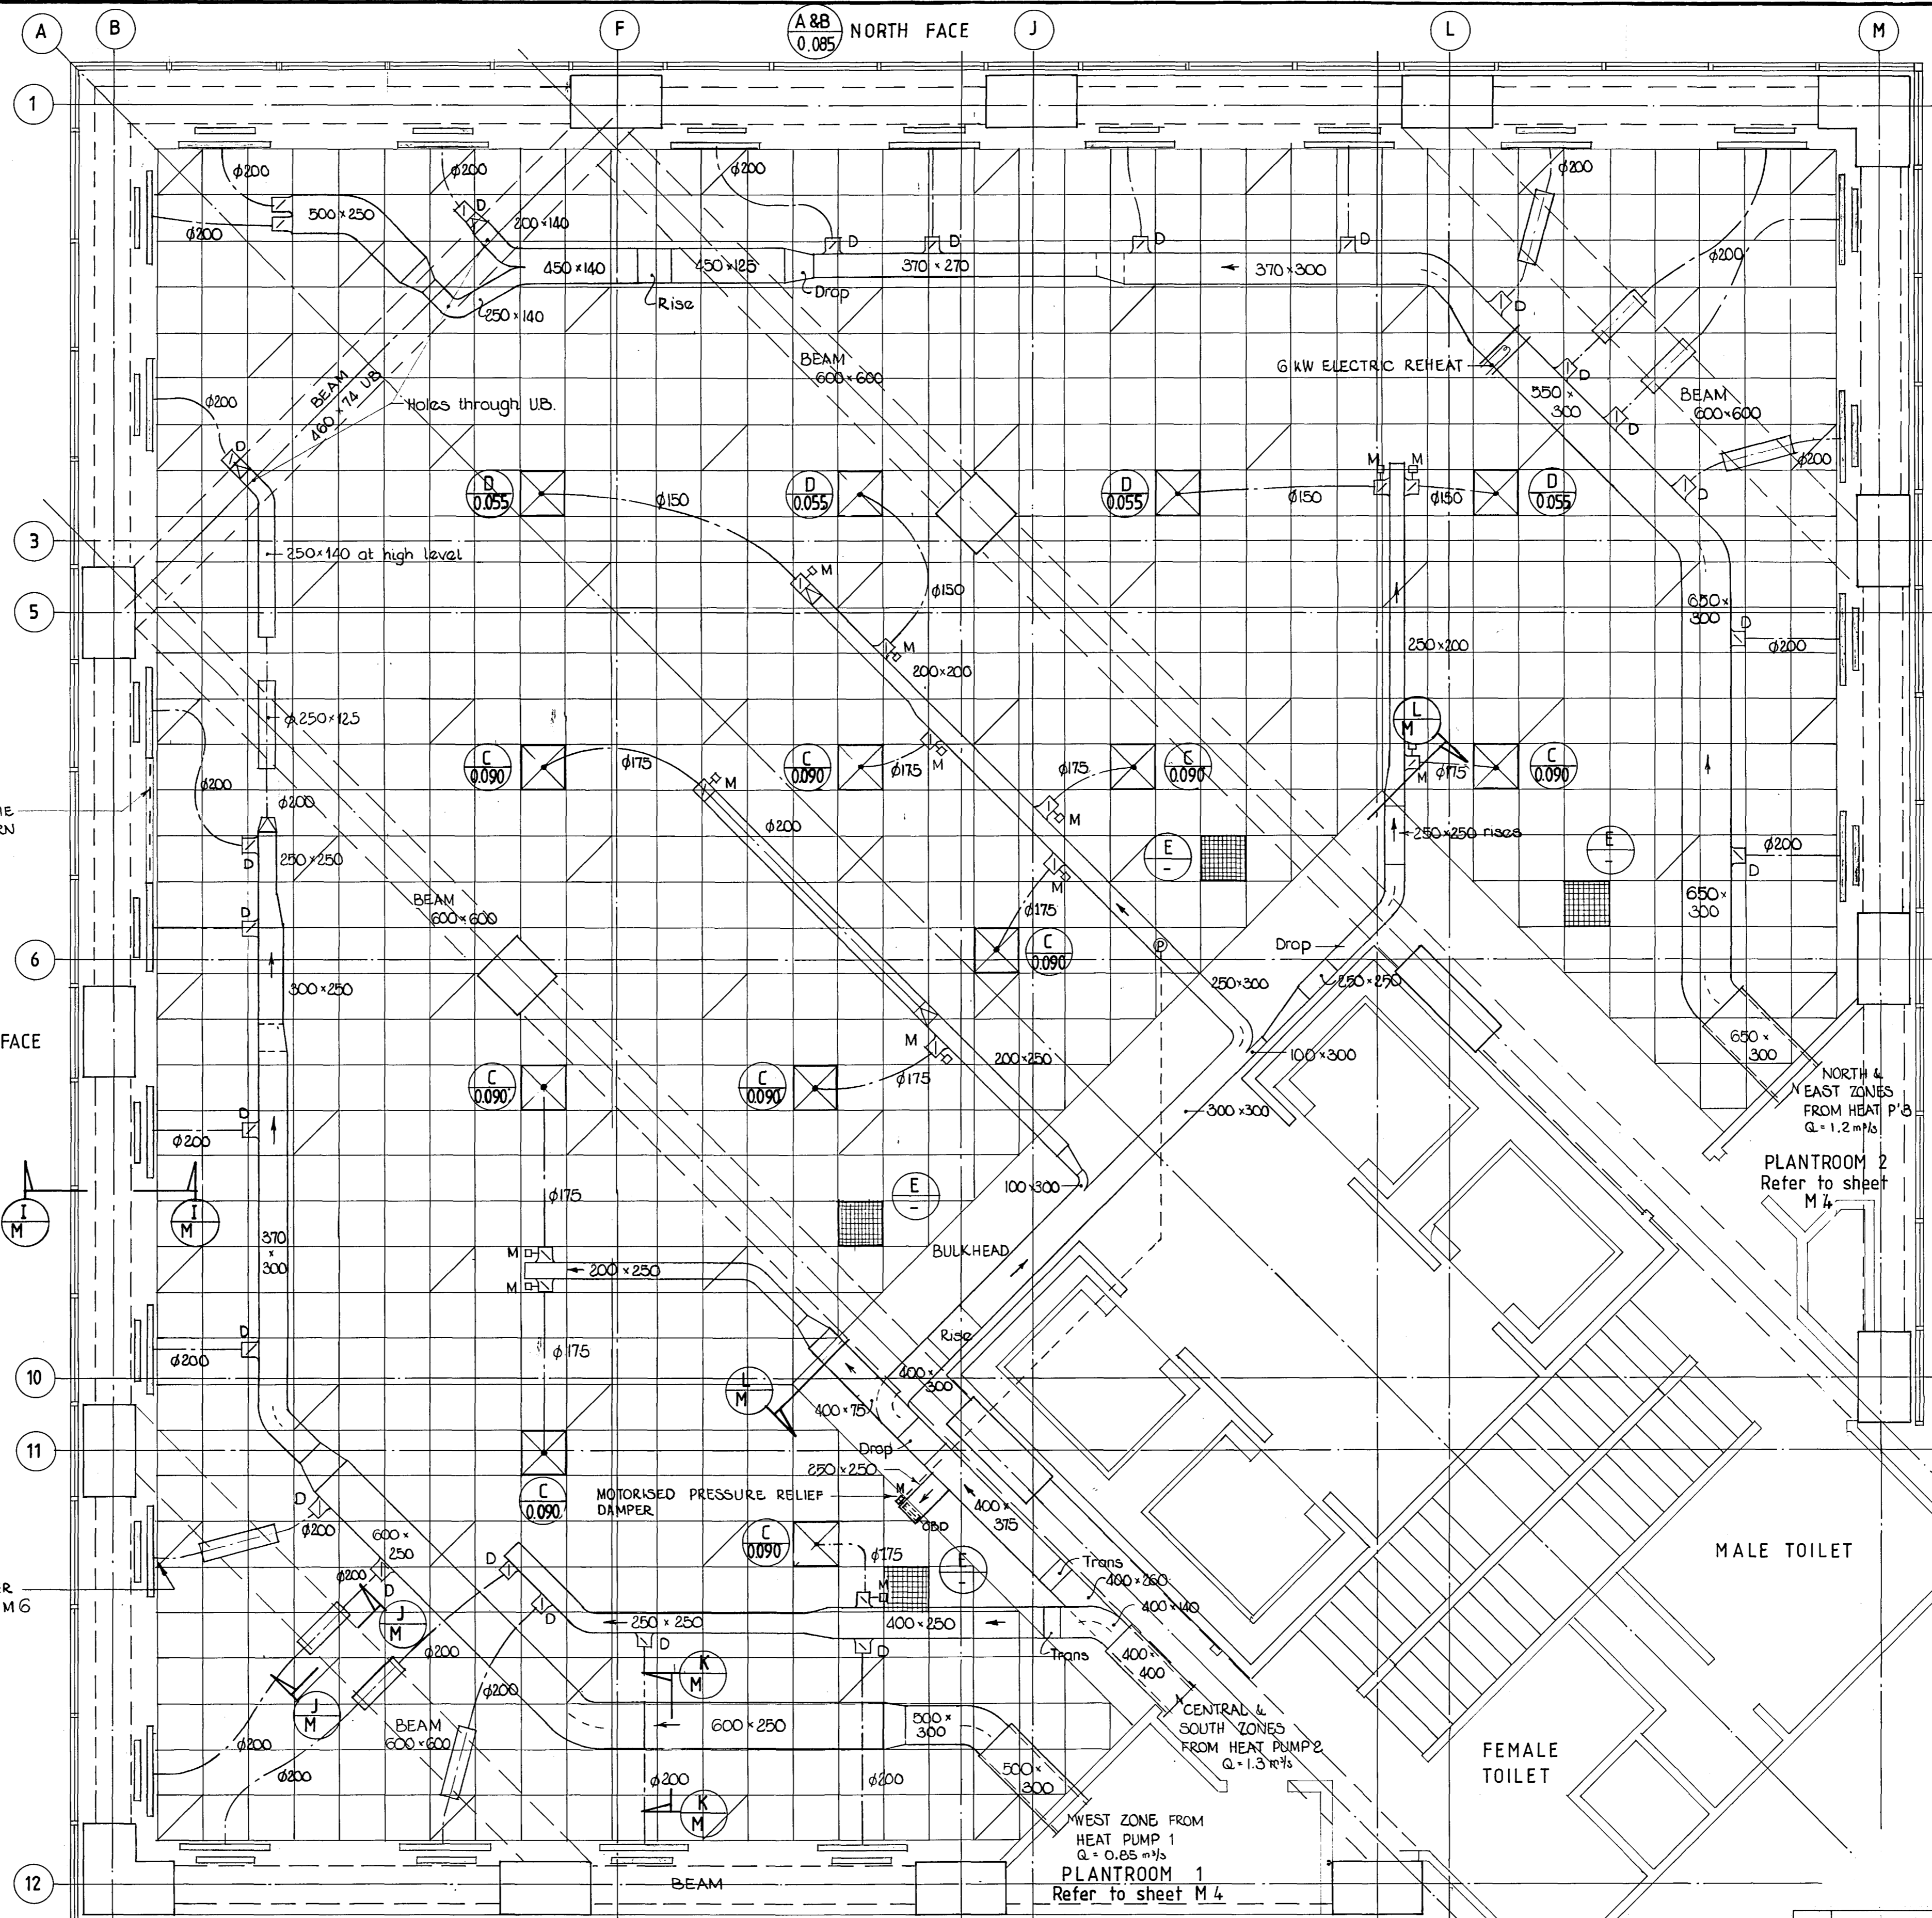 A
B
F
A&B
0.085
NORTH FACE
J
L
M
1
3
5
6
10
11
12
φ200
φ200
φ200
φ200
500×250
φ200
D
200×140
450×140
450×125
D
D
370×270
D
D
370×300
Rise
Drop
250×140
D
φ200
BEAM
600×600
6 KW ELECTRIC REHEAT
D
550×
300
BEAM
600×600
D
BEAM
460×74 UB
Holes through U.B.
φ200
D
M
M
φ200
D
D
0.055
φ150
D
0.055
D
0.055
φ150
φ150
D
0.055
250×140 at high level
M
φ150
M
200×200
650×
300
D
φ200
250×200
φ250×125
L
M
C
0.090
φ175
C
0.090
φ175
M
φ175
C
0.090
M
φ175
C
0.090
M
φ200
φ200
φ200
M
250×250 rises
E
-
E
-
φ200
D
250×250
D
M
φ175
BEAM
600×600
D
650×
300
P
C
0.090
Drop
250×250
300×250
250×300
FACE
M
200×250
100×300
650×
300
NORTH &
EAST ZONES
FROM HEAT P'3
Q = 1.2 m³/s
C
0.090
C
0.090
φ175
300×300
D
φ200
PLANTROOM 2
Refer to sheet
M 4
I
M
I
M
φ175
E
-
100×300
370
×
300
M
M
200×250
BULKHEAD
D
φ200
φ175
Rise
L
M
400×
300
400×75
Drop
250×250
C
0.090
MOTORISED PRESSURE RELIEF
DAMPER
M
OBD
400×
375
D
φ200
600×
250
C
0.090
D
φ175
E
-
Trans
400×260
MALE TOILET
φ200
D
M
400×140
M6
J
M
D
250×250
400×250
D
D
Trans
400×
400
φ200
K
M
φ200
J
M
BEAM
600×600
600×250
500×
300
CENTRAL &
SOUTH ZONES
FROM HEAT PUMP 2
Q = 1.3 m³/s
φ200
φ200
φ200
φ200
K
M
500×
300
FEMALE
TOILET
WEST ZONE FROM
HEAT PUMP 1
Q = 0.85 m³/s
PLANTROOM 1
Refer to sheet M 4
BEAM